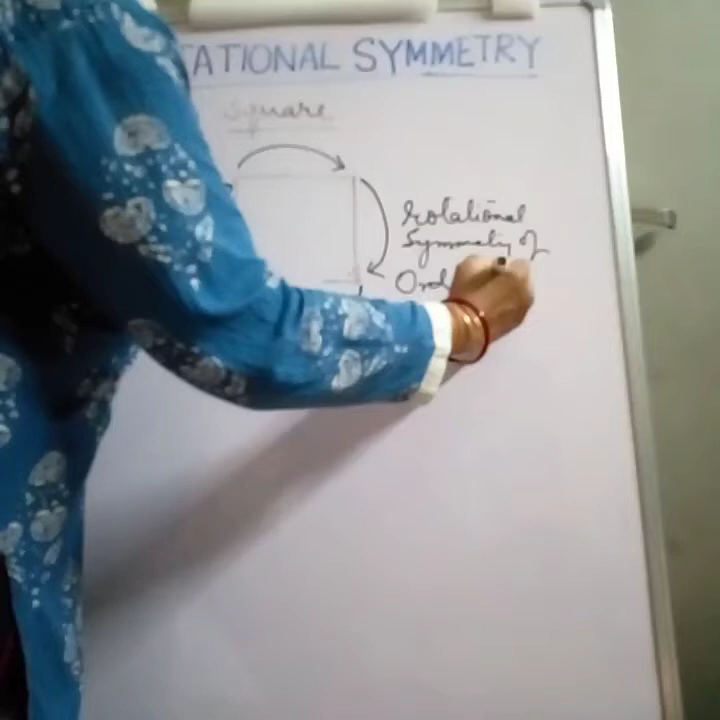 TATIONAL SYMMETRY
Square
Rotational
Symmetry of
Ord